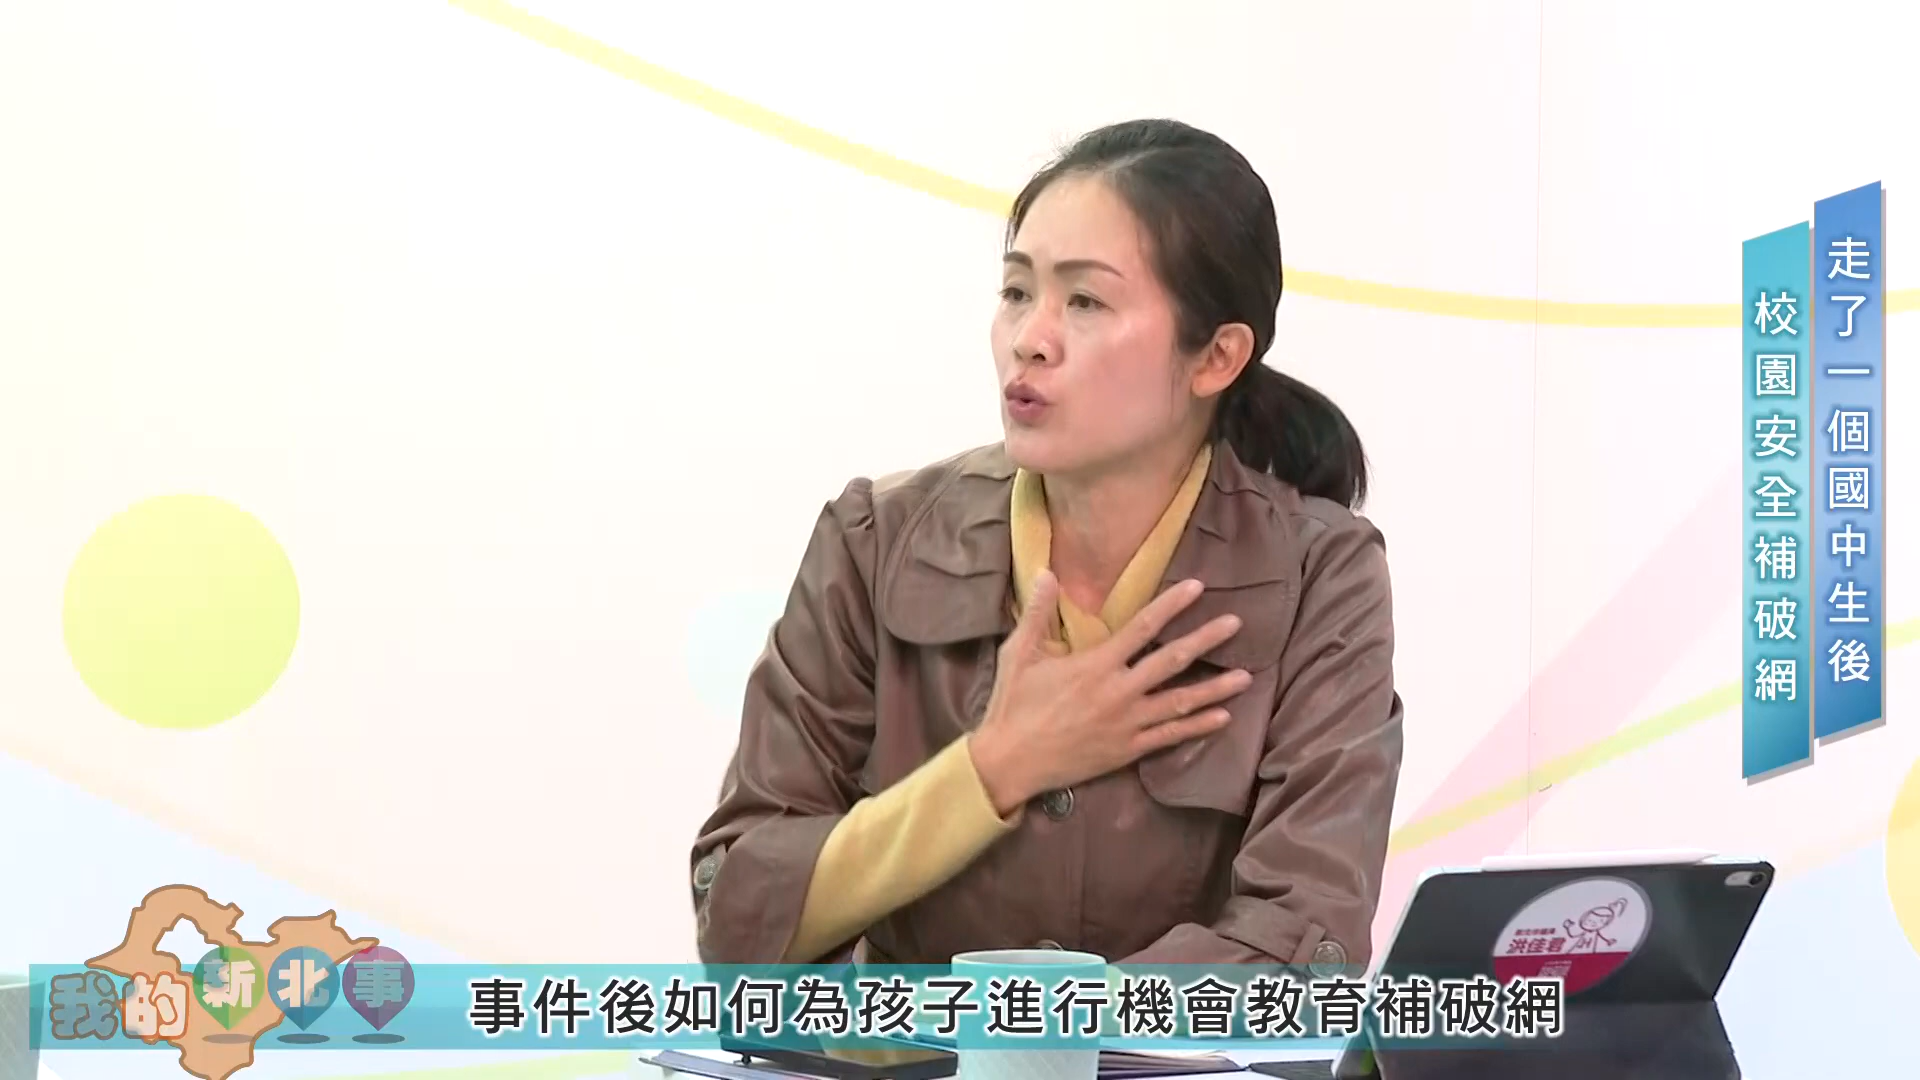 走了一個國中生後
校園安全補破網
洪佳君
我的新北事
事件後如何為孩子進行機會教育補破網